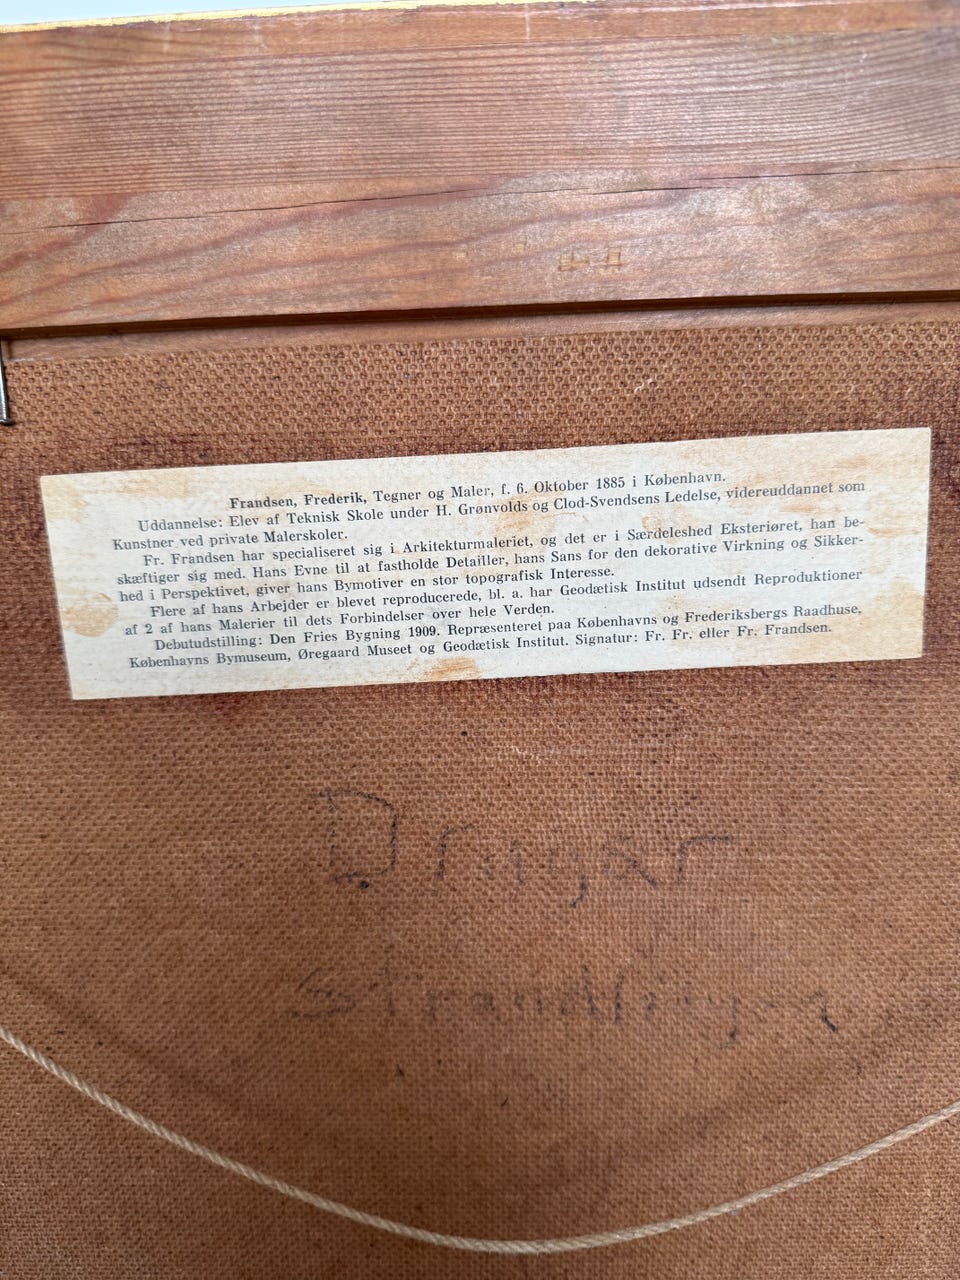 Frandsen, Frederik, Tegner og Maler, f. 6. Oktober 1885 i København.
Uddannelse: Elev af Teknisk Skole under H. Grønvolds og Clod-Svendsens Ledelse, videreuddannet som
Kunstner ved private Malerskoler.
Fr. Frandsen har specialiseret sig i Arkitekturmaleriet, og det er i Særdeleshed Eksteriøret, han be-
skæftiger sig med. Hans Evne til at fastholde Detailler, hans Sans for den dekorative Virkning og Sikker-
hed i Perspektivet, giver hans Bymotiver en stor topografisk Interesse.
Flere af hans Arbejder er blevet reproducerede, bl. a. har Geodætisk Institut udsendt Reproduktioner
af 2 af hans Malerier til dets Forbindelser over hele Verden.
Debutudstilling: Den Fries Bygning 1909. Repræsenteret paa Københavns og Frederiksbergs Raadhuse,
Københavns Bymuseum, Øregaard Museet og Geodætisk Institut. Signatur: Fr. Fr. eller Fr. Frandsen.